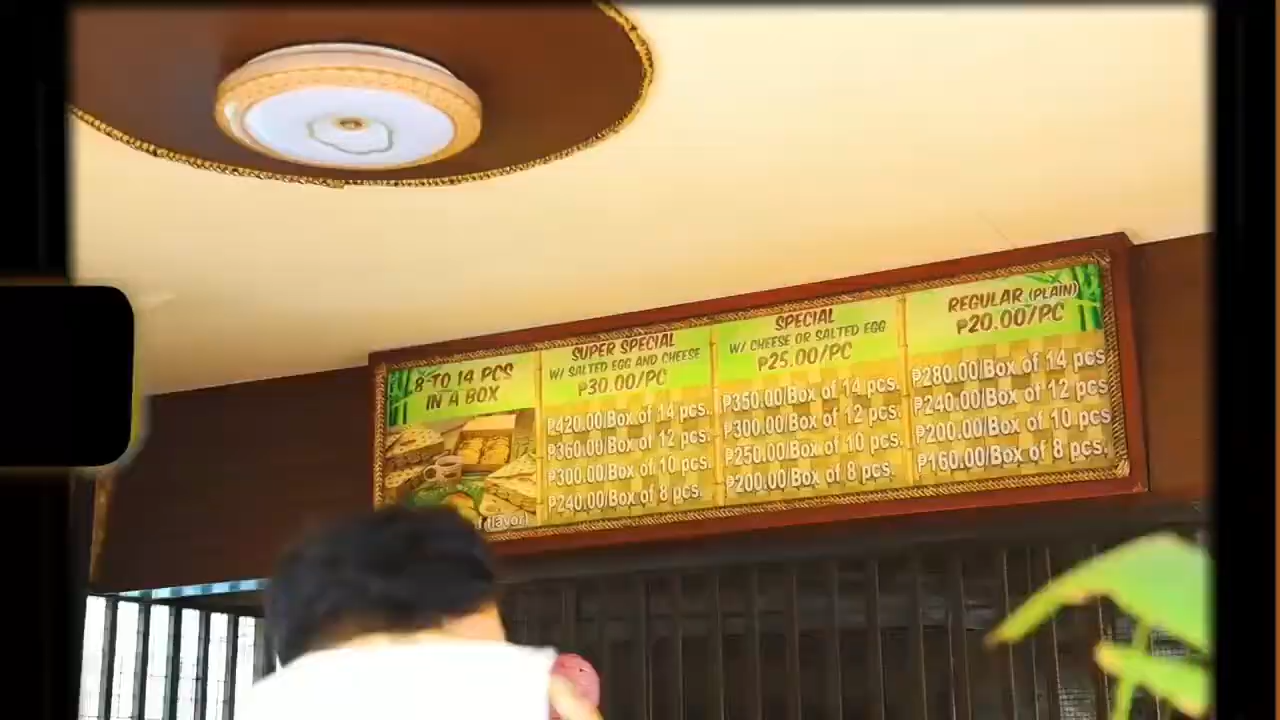 8 TO 14 PCS
IN A BOX
flavor)
SUPER SPECIAL
W/ SALTED EGG AND CHEESE
₱30.00/PC
₱420.00/Box of 14 pcs.
₱360.00/Box of 12 pcs.
₱300.00/Box of 10 pcs.
₱240.00/Box of 8 pcs.
SPECIAL
W/ CHEESE OR SALTED EGG
₱25.00/PC
₱350.00/Box of 14 pcs.
₱300.00/Box of 12 pcs.
₱250.00/Box of 10 pcs.
₱200.00/Box of 8 pcs.
REGULAR (PLAIN)
₱20.00/PC
₱280.00/Box of 14 pcs
₱240.00/Box of 12 pcs
₱200.00/Box of 10 pcs
₱160.00/Box of 8 pcs.